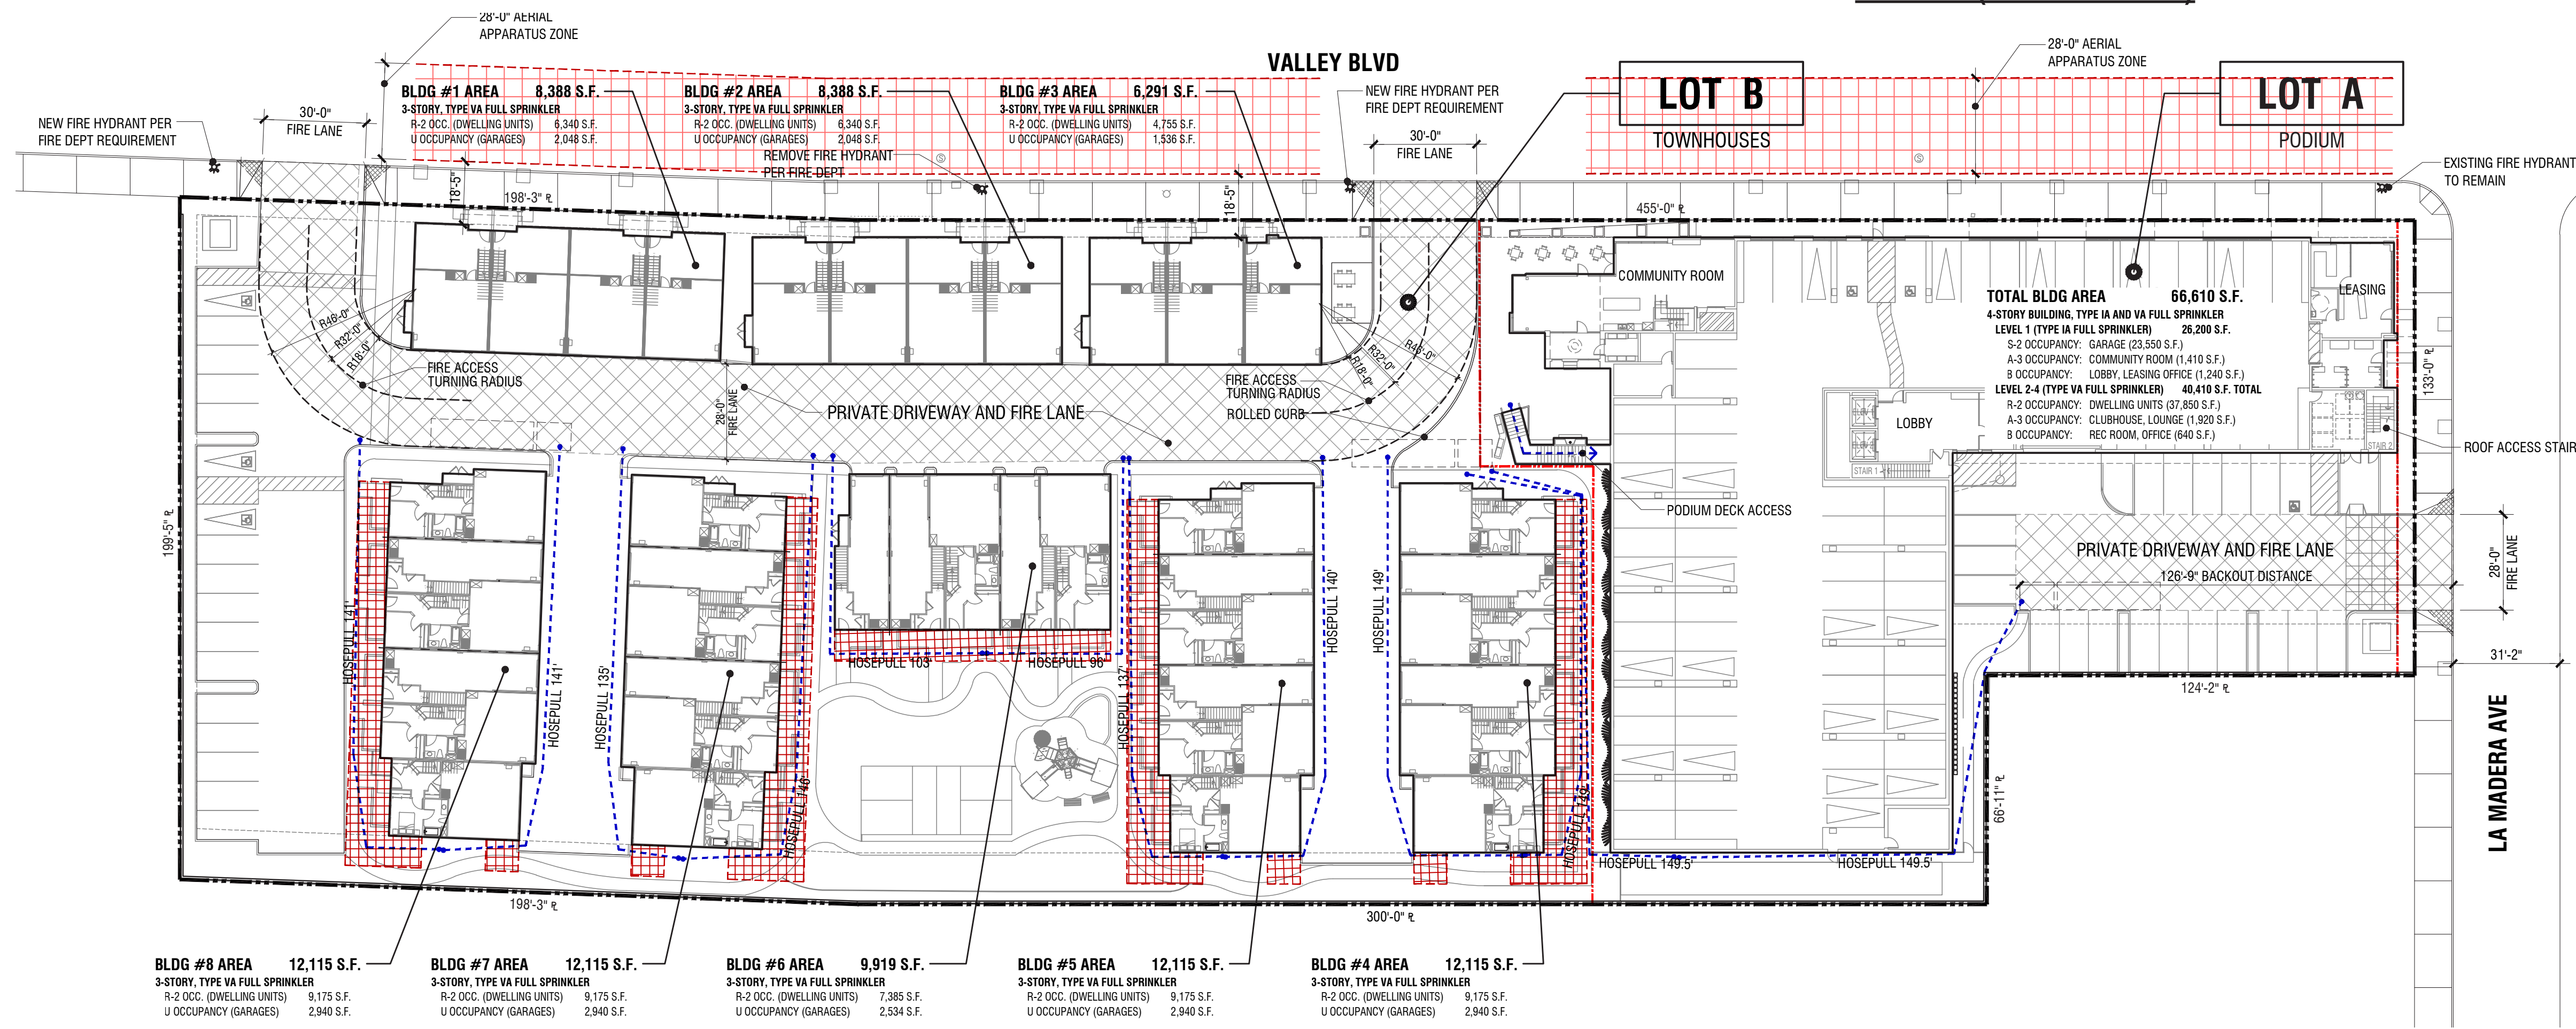 28'-0" AERIAL
APPARATUS ZONE
VALLEY BLVD
28'-0" AERIAL
APPARATUS ZONE
LOT B
TOWNHOUSES
LOT A
PODIUM
NEW FIRE HYDRANT PER
FIRE DEPT REQUIREMENT
30'-0"
FIRE LANE
BLDG #1 AREA 8,388 S.F.
3-STORY, TYPE VA FULL SPRINKLER
R-2 OCC. (DWELLING UNITS) 6,340 S.F.
U OCCUPANCY (GARAGES) 2,048 S.F.
BLDG #2 AREA 8,388 S.F.
3-STORY, TYPE VA FULL SPRINKLER
R-2 OCC. (DWELLING UNITS) 6,340 S.F.
U OCCUPANCY (GARAGES) 2,048 S.F.
REMOVE FIRE HYDRANT
PER FIRE DEPT
BLDG #3 AREA 6,291 S.F.
3-STORY, TYPE VA FULL SPRINKLER
R-2 OCC. (DWELLING UNITS) 4,755 S.F.
U OCCUPANCY (GARAGES) 1,536 S.F.
NEW FIRE HYDRANT PER
FIRE DEPT REQUIREMENT
30'-0"
FIRE LANE
EXISTING FIRE HYDRANT
TO REMAIN
18'-5"
198'-3" ℄
18'-5"
455'-0" ℄
COMMUNITY ROOM
LEASING
TOTAL BLDG AREA 66,610 S.F.
4-STORY BUILDING, TYPE IA AND VA FULL SPRINKLER
LEVEL 1 (TYPE IA FULL SPRINKLER) 26,200 S.F.
S-2 OCCUPANCY: GARAGE (23,550 S.F.)
A-3 OCCUPANCY: COMMUNITY ROOM (1,410 S.F.)
B OCCUPANCY: LOBBY, LEASING OFFICE (1,240 S.F.)
LEVEL 2-4 (TYPE VA FULL SPRINKLER) 40,410 S.F. TOTAL
R-2 OCCUPANCY: DWELLING UNITS (37,850 S.F.)
A-3 OCCUPANCY: CLUBHOUSE, LOUNGE (1,920 S.F.)
B OCCUPANCY: REC ROOM, OFFICE (640 S.F.)
133'-0" ℄
R46'-0"
R32'-0"
R18'-0"
FIRE ACCESS
TURNING RADIUS
28'-0"
FIRE LANE
PRIVATE DRIVEWAY AND FIRE LANE
FIRE ACCESS
TURNING RADIUS
ROLLED CURB
R18'-0"
R32'-0"
R46'-0"
LOBBY
STAIR 1
STAIR 2
ROOF ACCESS STAIR
PODIUM DECK ACCESS
199'-5" ℄
HOSEPULL 141'
HOSEPULL 141'
HOSEPULL 135'
HOSEPULL 146'
HOSEPULL 103'
HOSEPULL 96'
HOSEPULL 137'
HOSEPULL 140'
HOSEPULL 149'
HOSEPULL 149'
HOSEPULL 149.5'
HOSEPULL 149.5'
PRIVATE DRIVEWAY AND FIRE LANE
126'-9" BACKOUT DISTANCE
28'-0"
FIRE LANE
31'-2"
124'-2" ℄
66'-11" ℄
LA MADERA AVE
198'-3" ℄
300'-0" ℄
BLDG #8 AREA 12,115 S.F.
3-STORY, TYPE VA FULL SPRINKLER
R-2 OCC. (DWELLING UNITS) 9,175 S.F.
U OCCUPANCY (GARAGES) 2,940 S.F.
BLDG #7 AREA 12,115 S.F.
3-STORY, TYPE VA FULL SPRINKLER
R-2 OCC. (DWELLING UNITS) 9,175 S.F.
U OCCUPANCY (GARAGES) 2,940 S.F.
BLDG #6 AREA 9,919 S.F.
3-STORY, TYPE VA FULL SPRINKLER
R-2 OCC. (DWELLING UNITS) 7,385 S.F.
U OCCUPANCY (GARAGES) 2,534 S.F.
BLDG #5 AREA 12,115 S.F.
3-STORY, TYPE VA FULL SPRINKLER
R-2 OCC. (DWELLING UNITS) 9,175 S.F.
U OCCUPANCY (GARAGES) 2,940 S.F.
BLDG #4 AREA 12,115 S.F.
3-STORY, TYPE VA FULL SPRINKLER
R-2 OCC. (DWELLING UNITS) 9,175 S.F.
U OCCUPANCY (GARAGES) 2,940 S.F.